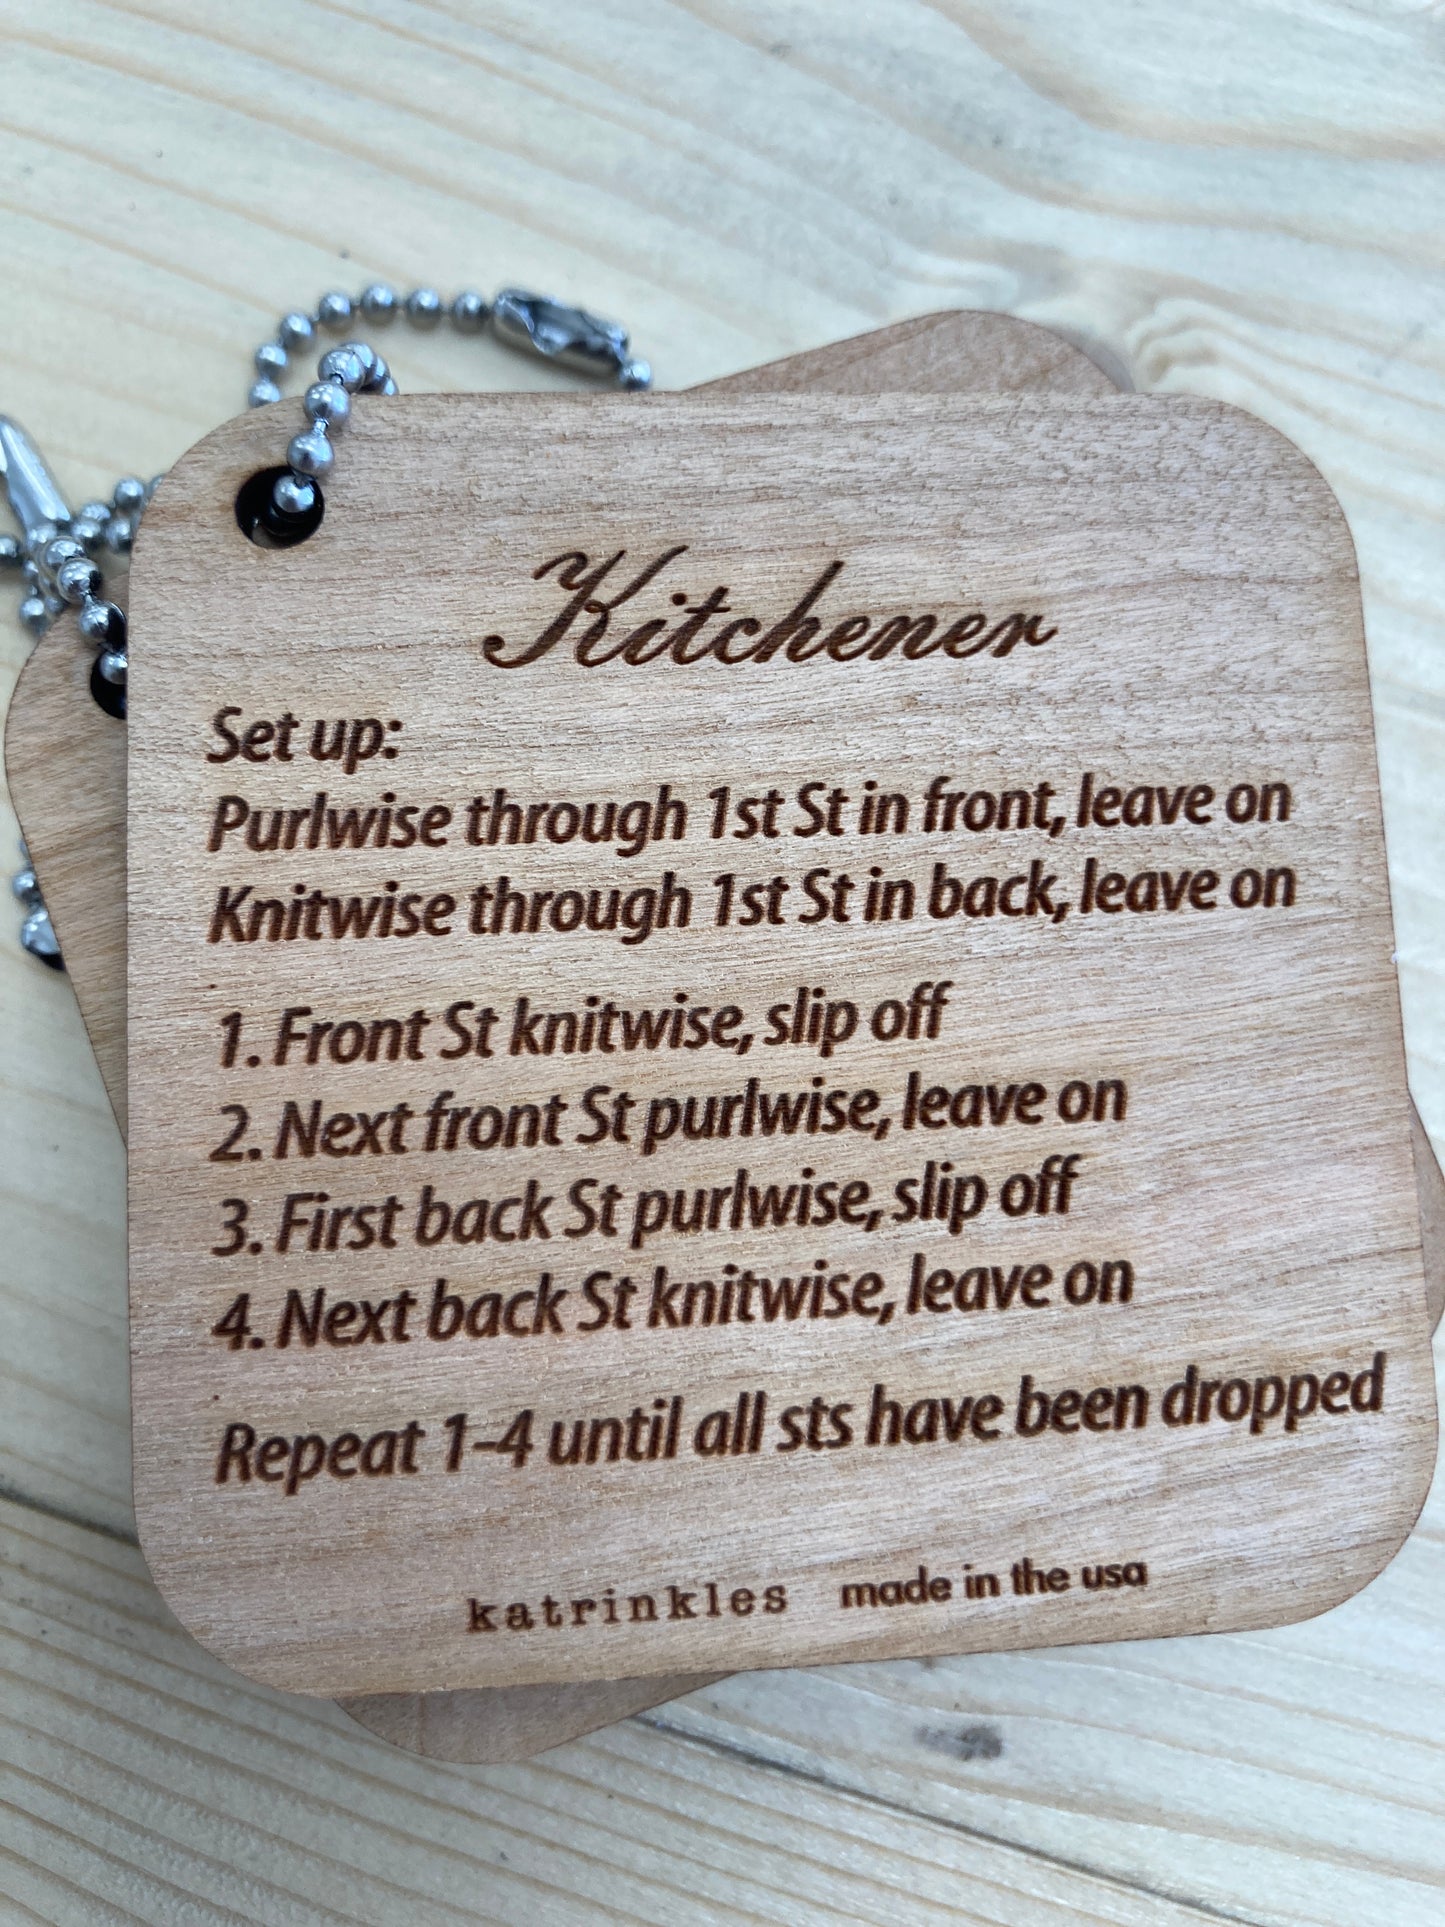 Kitchener
Set up:
Purlwise through 1st St in front, leave on
Knitwise through 1st St in back, leave on
1. Front St knitwise, slip off
2. Next front St purlwise, leave on
3. First back St purlwise, slip off
4. Next back St knitwise, leave on
Repeat 1-4 until all sts have been dropped
katrinkles made in the usa